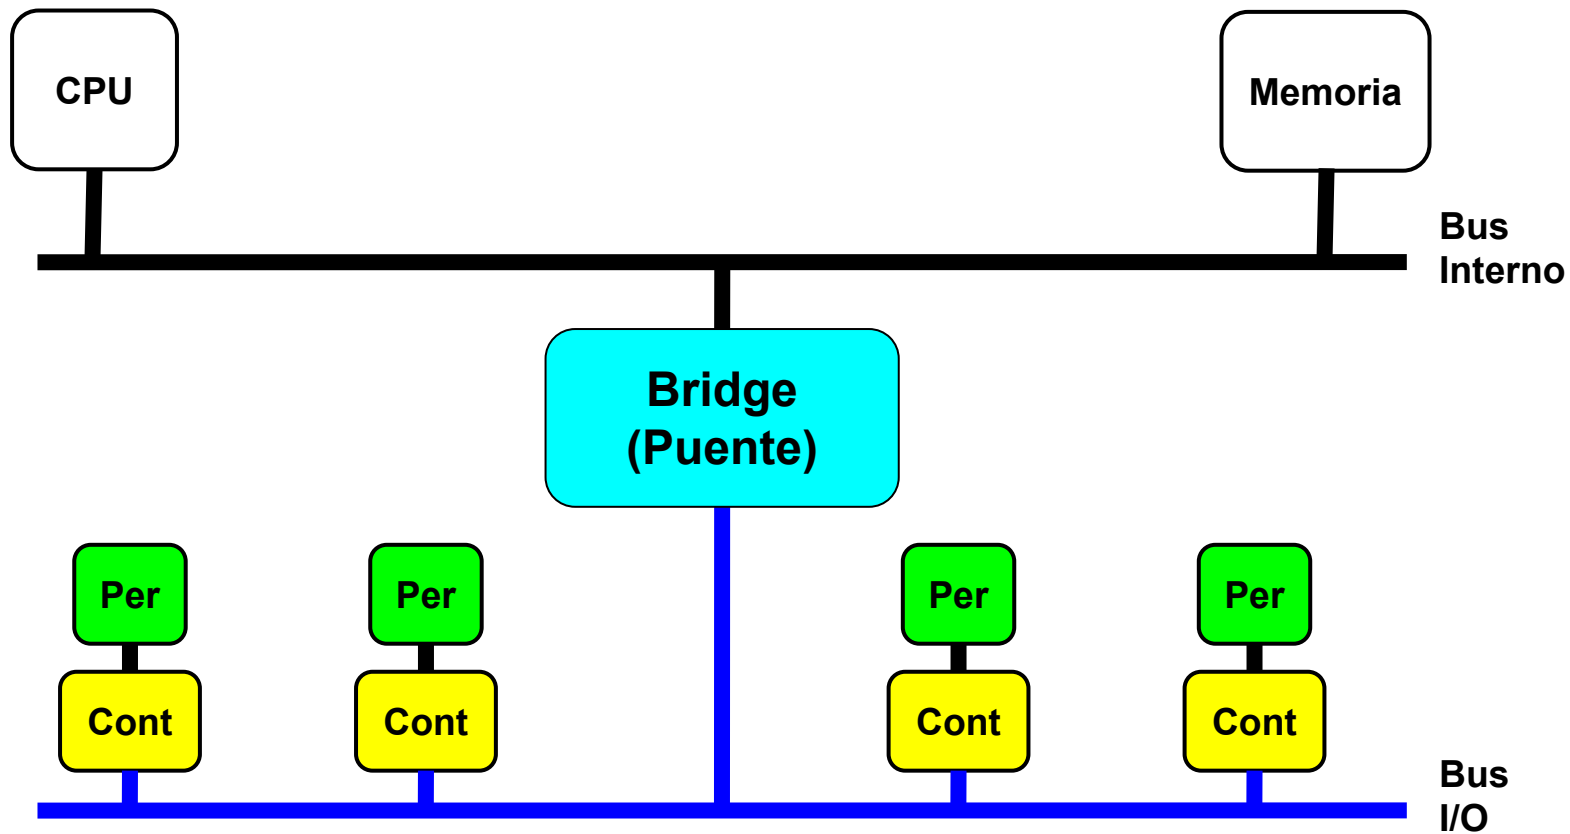 CPU
Memoria
Bus
Interno
Bridge
(Puente)
Per
Per
Per
Per
Cont
Cont
Cont
Cont
Bus
I/O